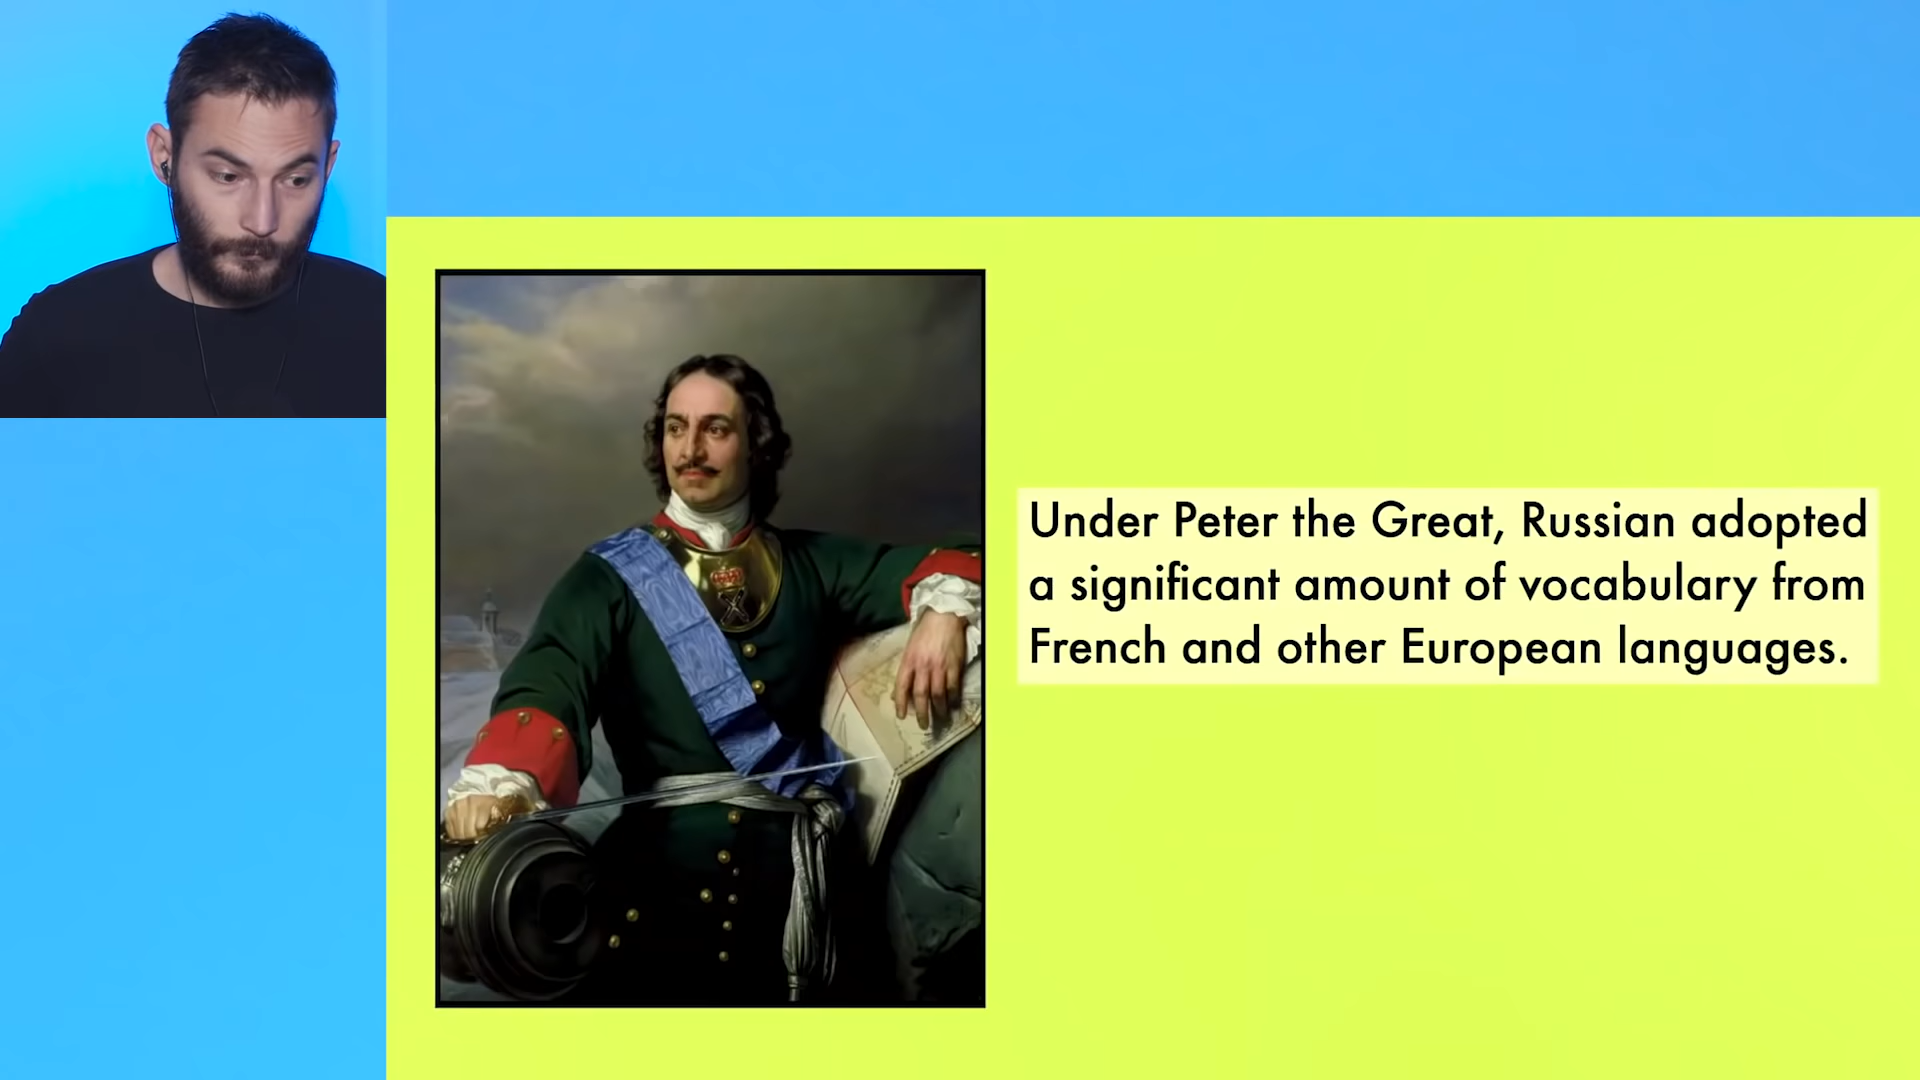 Under Peter the Great, Russian adopted
a significant amount of vocabulary from
French and other European languages.